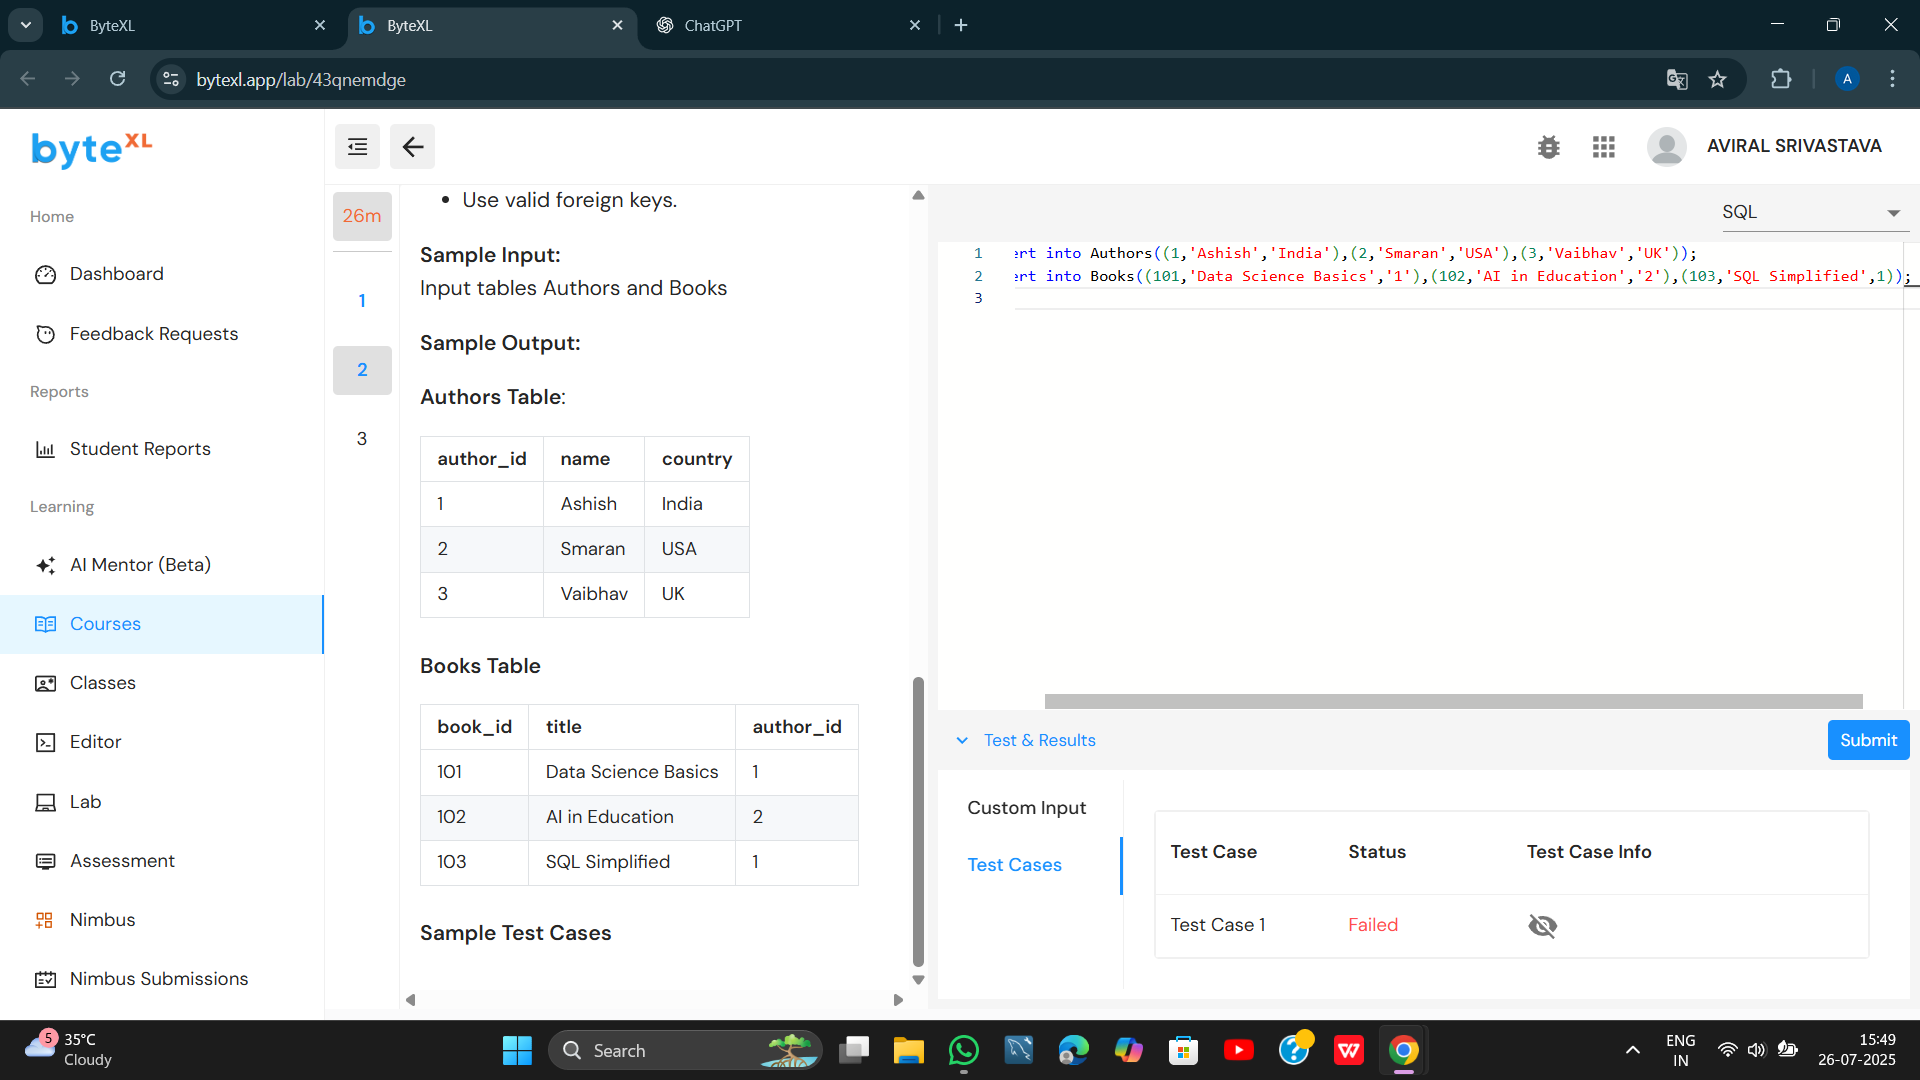 ByteXL
ByteXL
ChatGPT
bytexl.app/lab/43qnemdge
A
byteXL
AVIRAL SRIVASTAVA
Home
Dashboard
Feedback Requests
Reports
Student Reports
Learning
AI Mentor (Beta)
Courses
Classes
Editor
Lab
Assessment
Nimbus
Nimbus Submissions
26m
1
2
3
Use valid foreign keys.
Sample Input:
Input tables Authors and Books
Sample Output:
Authors Table:
author_id name country
1 Ashish India
2 Smaran USA
3 Vaibhav UK
Books Table
book_id title author_id
101 Data Science Basics 1
102 AI in Education 2
103 SQL Simplified 1
Sample Test Cases
SQL
1 ert into Authors((1,'Ashish','India'),(2,'Smaran','USA'),(3,'Vaibhav','UK'));
2 ert into Books((101,'Data Science Basics','1'),(102,'AI in Education','2'),(103,'SQL Simplified',1));
3
Test & Results
Submit
Custom Input
Test Cases
Test Case Status Test Case Info
Test Case 1 Failed
5
35°C
Cloudy
Search
ENG
IN
15:49
26-07-2025